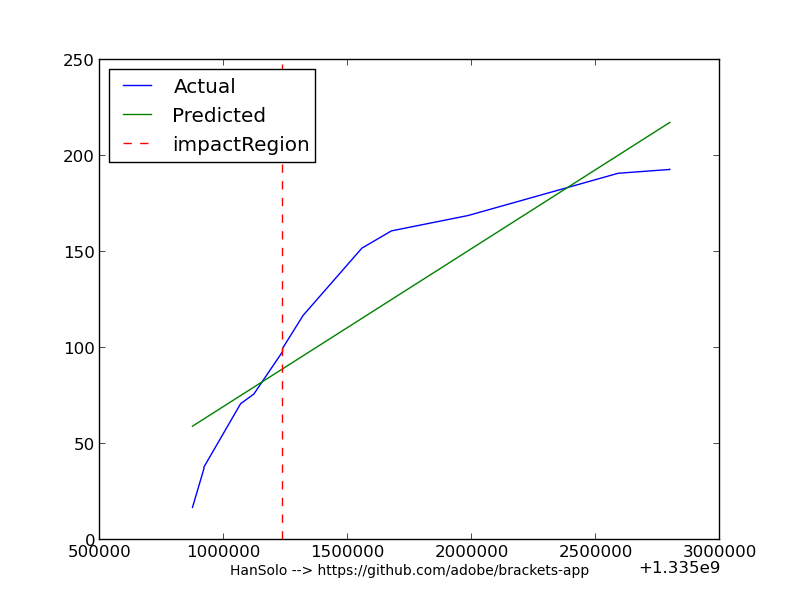 250
200
150
100
50
0
Actual
Predicted
impactRegion
500000 1000000 1500000 2000000 2500000 3000000
+1.335e9
HanSolo --> https://github.com/adobe/brackets-app